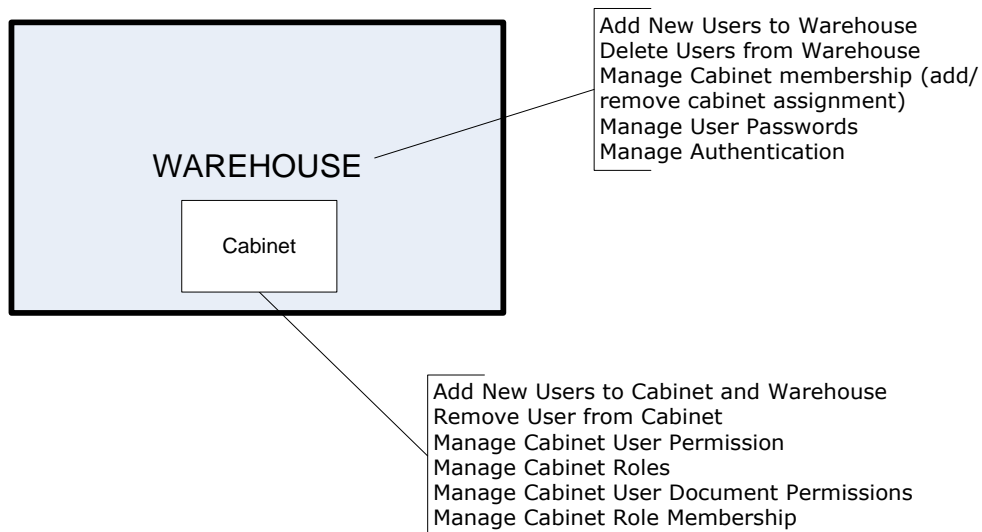 Add New Users to Warehouse
Delete Users from Warehouse
Manage Cabinet membership (add/
remove cabinet assignment)
Manage User Passwords
Manage Authentication
WAREHOUSE
Cabinet
Add New Users to Cabinet and Warehouse
Remove User from Cabinet
Manage Cabinet User Permission
Manage Cabinet Roles
Manage Cabinet User Document Permissions
Manage Cabinet Role Membership